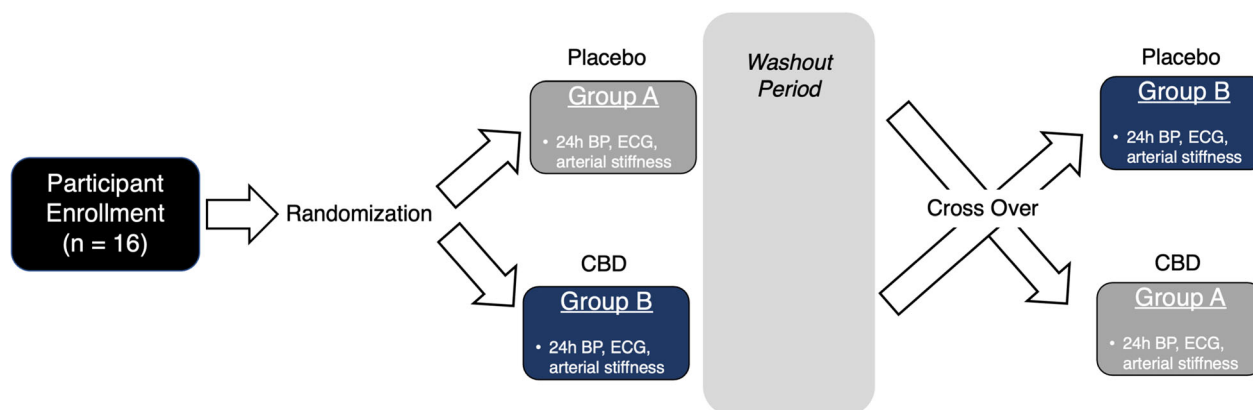 Participant
Enrollment
(n = 16)
Randomization
Placebo
Group A
• 24h BP, ECG,
arterial stiffness
CBD
Group B
• 24h BP, ECG,
arterial stiffness
Washout
Period
Cross Over
Placebo
Group B
• 24h BP, ECG,
arterial stiffness
CBD
Group A
• 24h BP, ECG,
arterial stiffness